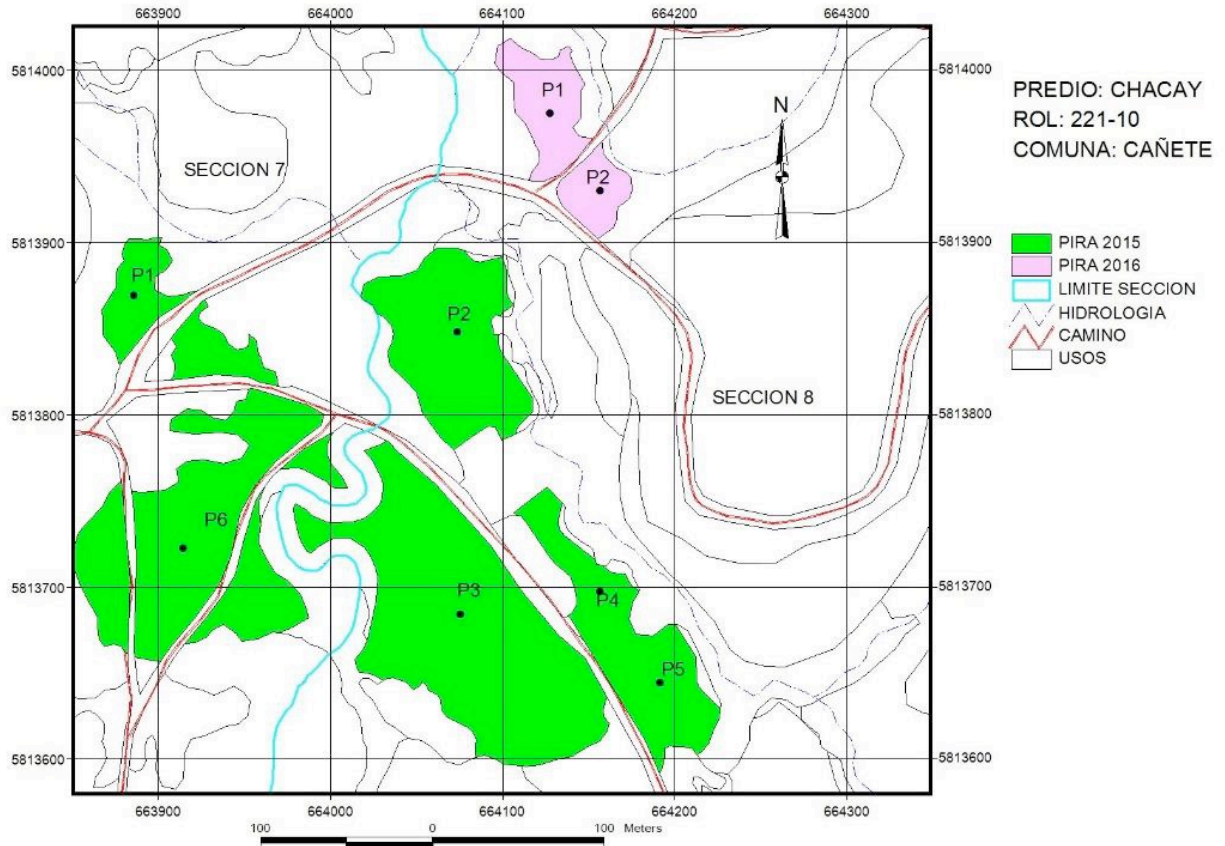 663900 664000 664100 664200 664300
5814000 5814000
5813900 5813900
5813800 5813800
5813700 5813700
5813600 5813600
663900 664000 664100 664200 664300
SECCION 7
SECCION 8
P1
P2
N
P1
P2
P6
P3
P4
P5
100 0 100 Meters
PREDIO: CHACAY
ROL: 221-10
COMUNA: CAÑETE
PIRA 2015
PIRA 2016
LIMITE SECCION
HIDROLOGIA
CAMINO
USOS